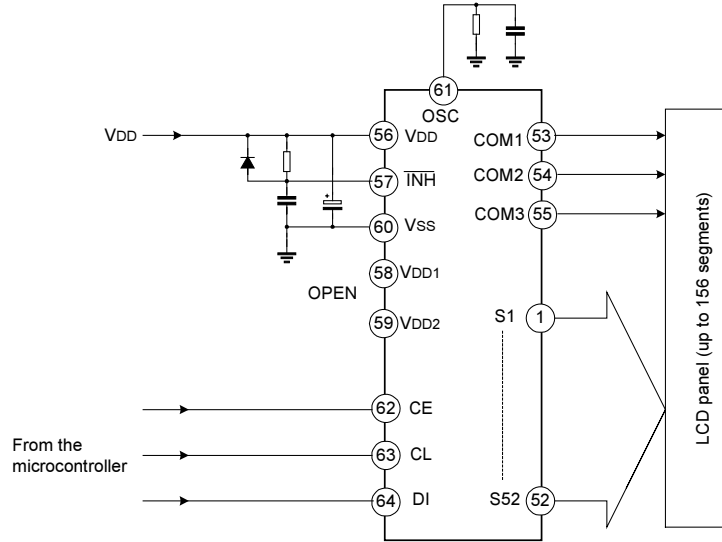 61
OSC
VDD
56
VDD
COM1
53
57
INH
COM2
54
+
60
VSS
COM3
55
58
VDD1
OPEN
59
VDD2
S1
1
LCD panel (up to 156 segments)
62
CE
From the
microcontroller
63
CL
64
DI
S52
52